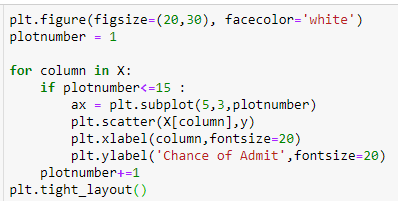 plt.figure(figsize=(20,30), facecolor='white')
plotnumber = 1

for column in X:
    if plotnumber<=15 :
        ax = plt.subplot(5,3,plotnumber)
        plt.scatter(X[column],y)
        plt.xlabel(column,fontsize=20)
        plt.ylabel('Chance of Admit',fontsize=20)
    plotnumber+=1
plt.tight_layout()